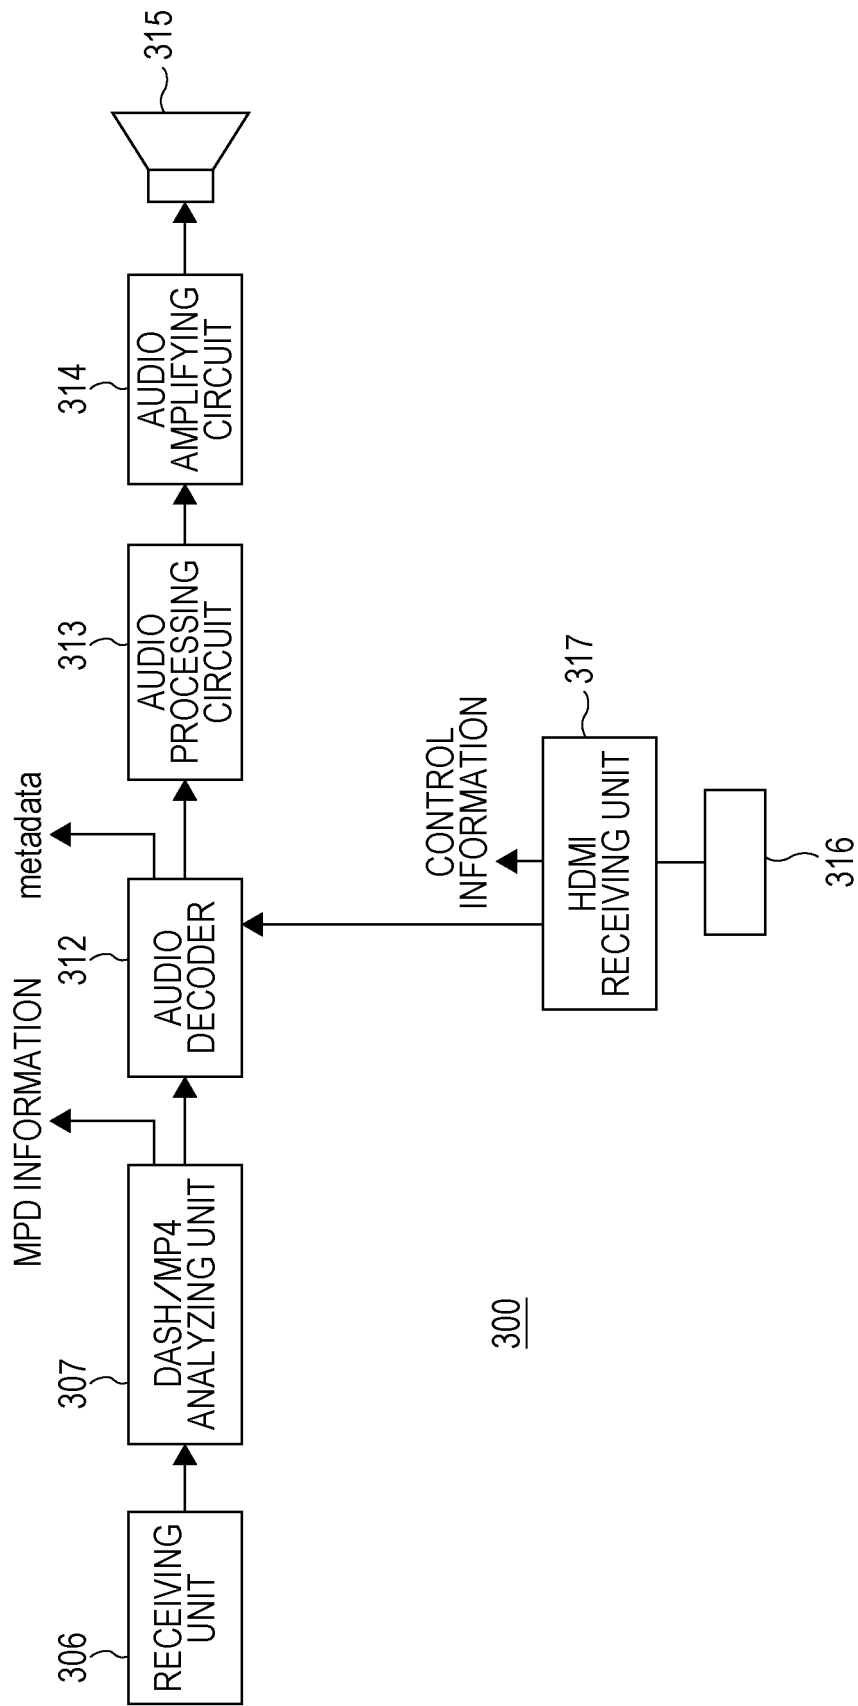 306
RECEIVING
UNIT
307
DASH/MP4
ANALYZING UNIT
MPD INFORMATION
312
AUDIO
DECODER
metadata
313
AUDIO
PROCESSING
CIRCUIT
314
AUDIO
AMPLIFYING
CIRCUIT
315
300
CONTROL
INFORMATION
HDMI
RECEIVING UNIT
317
316